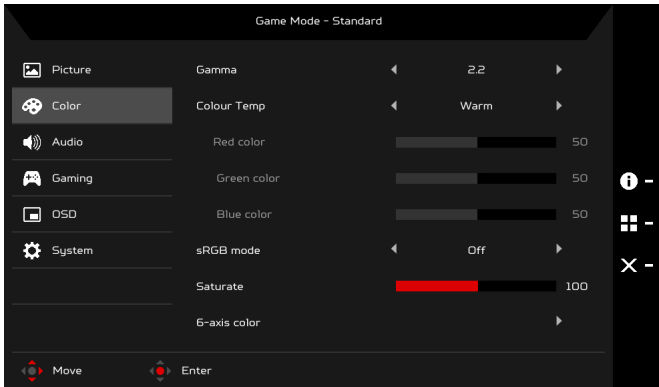 Game Mode - Standard
Picture
Gamma 2.2
Color
Colour Temp Warm
Audio
Red color 50
Gaming
Green color 50
OSD
Blue color 50
System
sRGB mode Off
Saturate 100
6-axis color
Move Enter